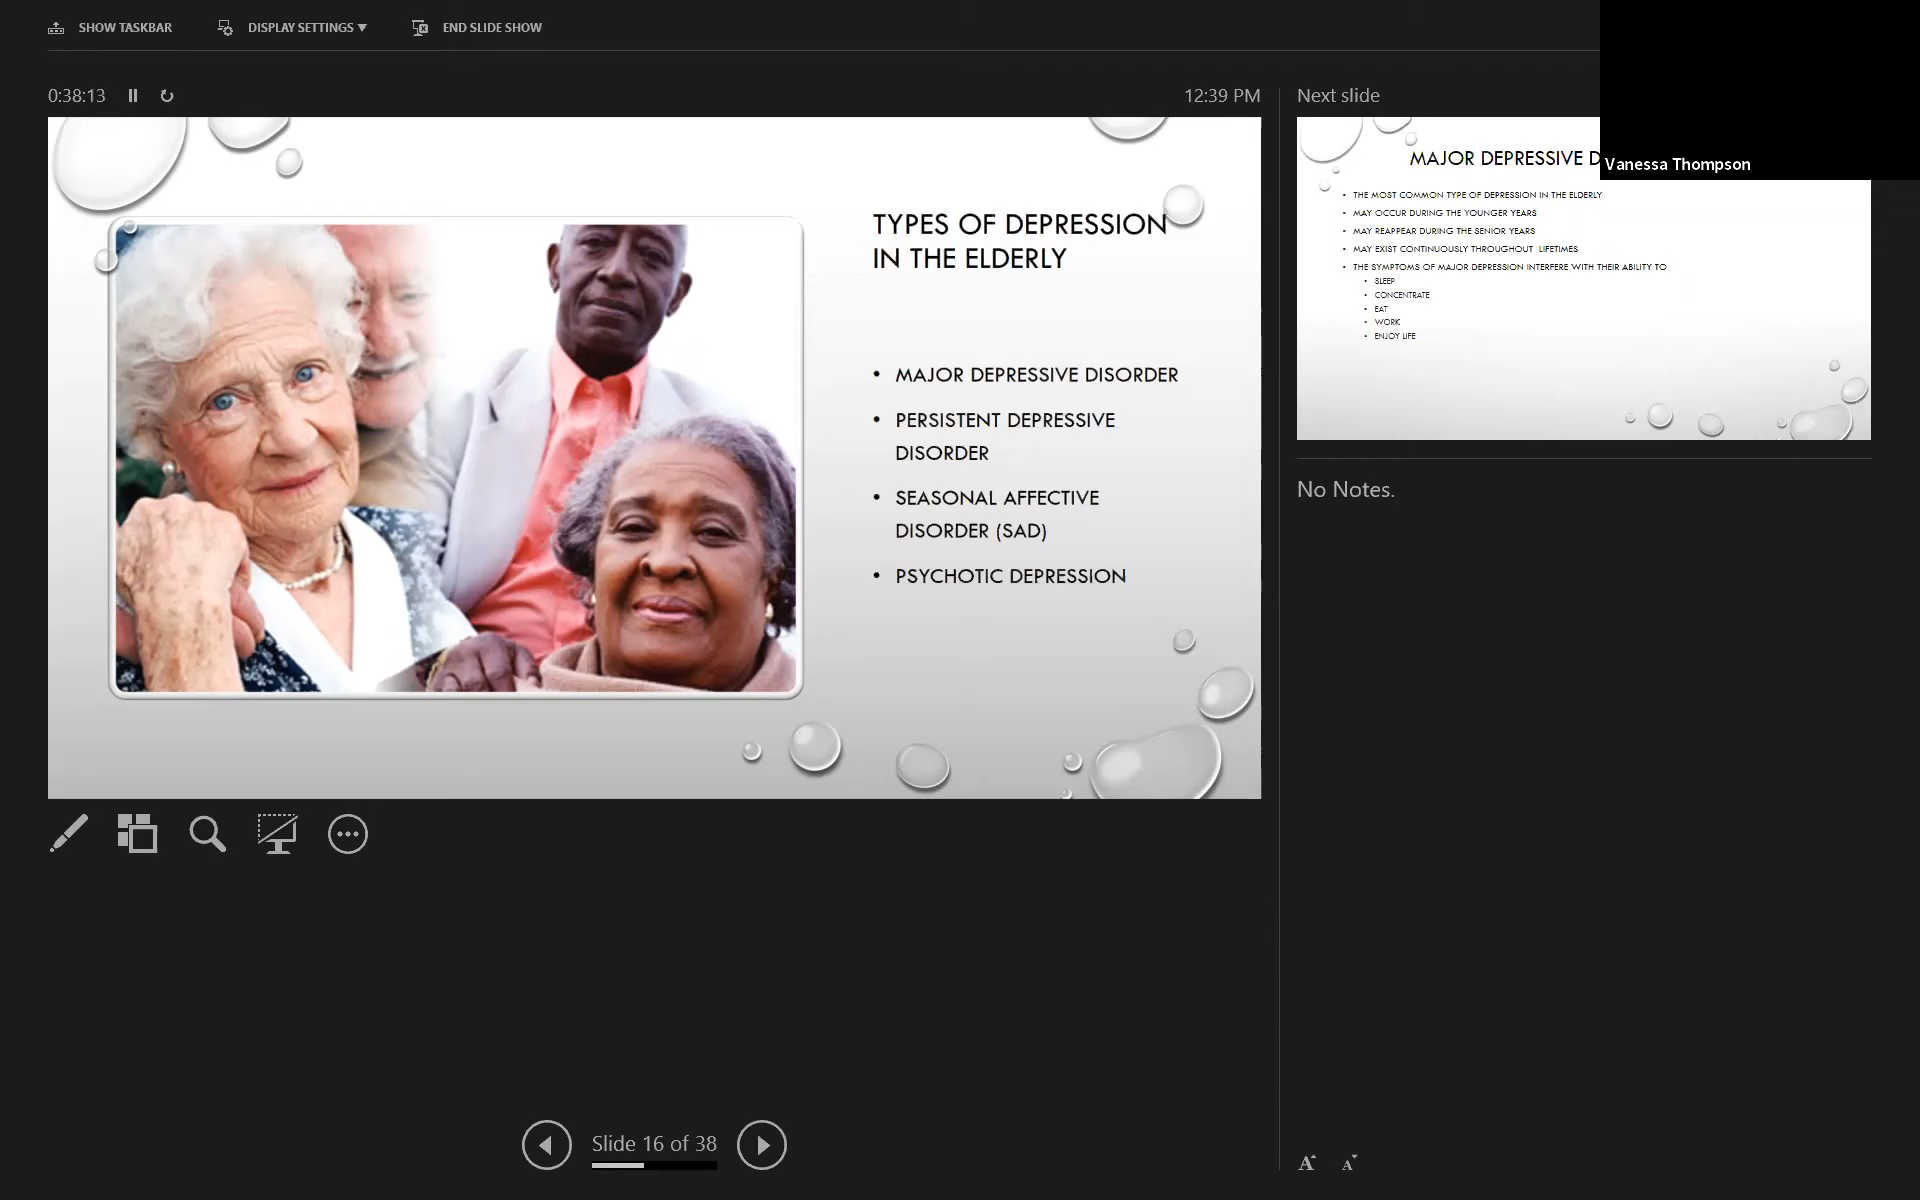 SHOW TASKBAR
DISPLAY SETTINGS
END SLIDE SHOW
0:38:13
12:39 PM
TYPES OF DEPRESSION
IN THE ELDERLY
• MAJOR DEPRESSIVE DISORDER
• PERSISTENT DEPRESSIVE
DISORDER
• SEASONAL AFFECTIVE
DISORDER (SAD)
• PSYCHOTIC DEPRESSION
Slide 16 of 38
Next slide
MAJOR DEPRESSIVE D
Vanessa Thompson
• THE MOST COMMON TYPE OF DEPRESSION IN THE ELDERLY
• MAY OCCUR DURING THE YOUNGER YEARS
• MAY REAPPEAR DURING THE SENIOR YEARS
• MAY EXIST CONTINUOUSLY THROUGHOUT LIFETIMES
• THE SYMPTOMS OF MAJOR DEPRESSION INTERFERE WITH THEIR ABILITY TO
• SLEEP
• CONCENTRATE
• EAT
• WORK
• ENJOY LIFE
No Notes.
A A